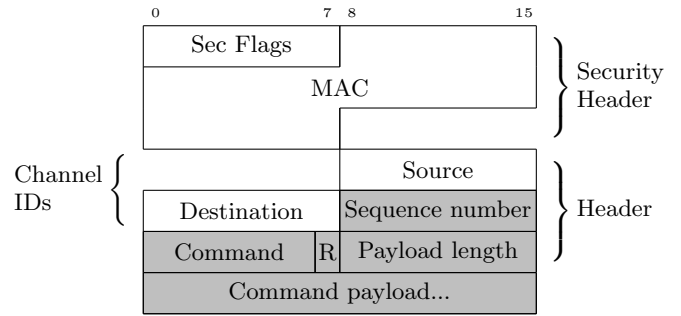 0 7 8 15
Sec Flags
MAC
Security
Header
Channel
IDs
Source
Destination
Sequence number
Header
Command
R
Payload length
Command payload...